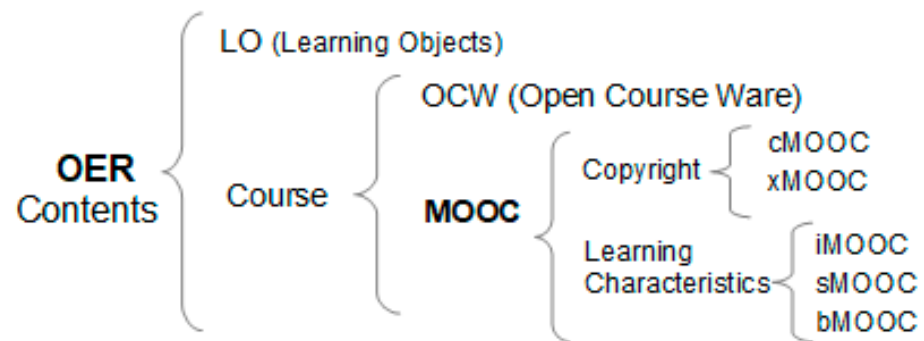 LO (Learning Objects)
OCW (Open Course Ware)
cMOOC
Copyright
xMOOC
OER
Contents
Course
MOOC
Learning
Characteristics
iMOOC
sMOOC
bMOOC